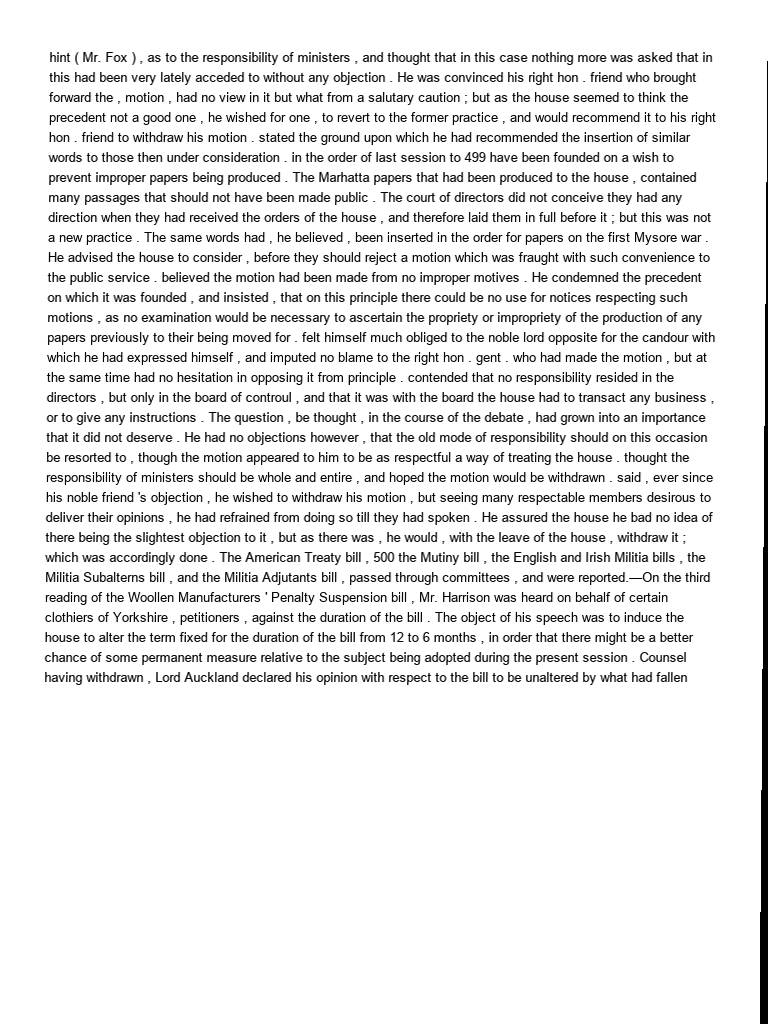 hint ( Mr. Fox ) , as to the responsibility of ministers , and thought that in this case nothing more was asked that in
this had been very lately acceded to without any objection . He was convinced his right hon . friend who brought
forward the , motion , had no view in it but what from a salutary caution ; but as the house seemed to think the
precedent not a good one , he wished for one , to revert to the former practice , and would recommend it to his right
hon . friend to withdraw his motion . stated the ground upon which he had recommended the insertion of similar
words to those then under consideration . in the order of last session to 499 have been founded on a wish to
prevent improper papers being produced . The Marhatta papers that had been produced to the house , contained
many passages that should not have been made public . The court of directors did not conceive they had any
direction when they had received the orders of the house , and therefore laid them in full before it ; but this was not
a new practice . The same words had , he believed , been inserted in the order for papers on the first Mysore war .
He advised the house to consider , before they should reject a motion which was fraught with such convenience to
the public service . believed the motion had been made from no improper motives . He condemned the precedent
on which it was founded , and insisted , that on this principle there could be no use for notices respecting such
motions , as no examination would be necessary to ascertain the propriety or impropriety of the production of any
papers previously to their being moved for . felt himself much obliged to the noble lord opposite for the candour with
which he had expressed himself , and imputed no blame to the right hon . gent . who had made the motion , but at
the same time had no hesitation in opposing it from principle . contended that no responsibility resided in the
directors , but only in the board of controul , and that it was with the board the house had to transact any business ,
or to give any instructions . The question , be thought , in the course of the debate , had grown into an importance
that it did not deserve . He had no objections however , that the old mode of responsibility should on this occasion
be resorted to , though the motion appeared to him to be as respectful a way of treating the house . thought the
responsibility of ministers should be whole and entire , and hoped the motion would be withdrawn . said , ever since
his noble friend 's objection , he wished to withdraw his motion , but seeing many respectable members desirous to
deliver their opinions , he had refrained from doing so till they had spoken . He assured the house he bad no idea of
there being the slightest objection to it , but as there was , he would , with the leave of the house , withdraw it ;
which was accordingly done . The American Treaty bill , 500 the Mutiny bill , the English and Irish Militia bills , the
Militia Subalterns bill , and the Militia Adjutants bill , passed through committees , and were reported.—On the third
reading of the Woollen Manufacturers ' Penalty Suspension bill , Mr. Harrison was heard on behalf of certain
clothiers of Yorkshire , petitioners , against the duration of the bill . The object of his speech was to induce the
house to alter the term fixed for the duration of the bill from 12 to 6 months , in order that there might be a better
chance of some permanent measure relative to the subject being adopted during the present session . Counsel
having withdrawn , Lord Auckland declared his opinion with respect to the bill to be unaltered by what had fallen